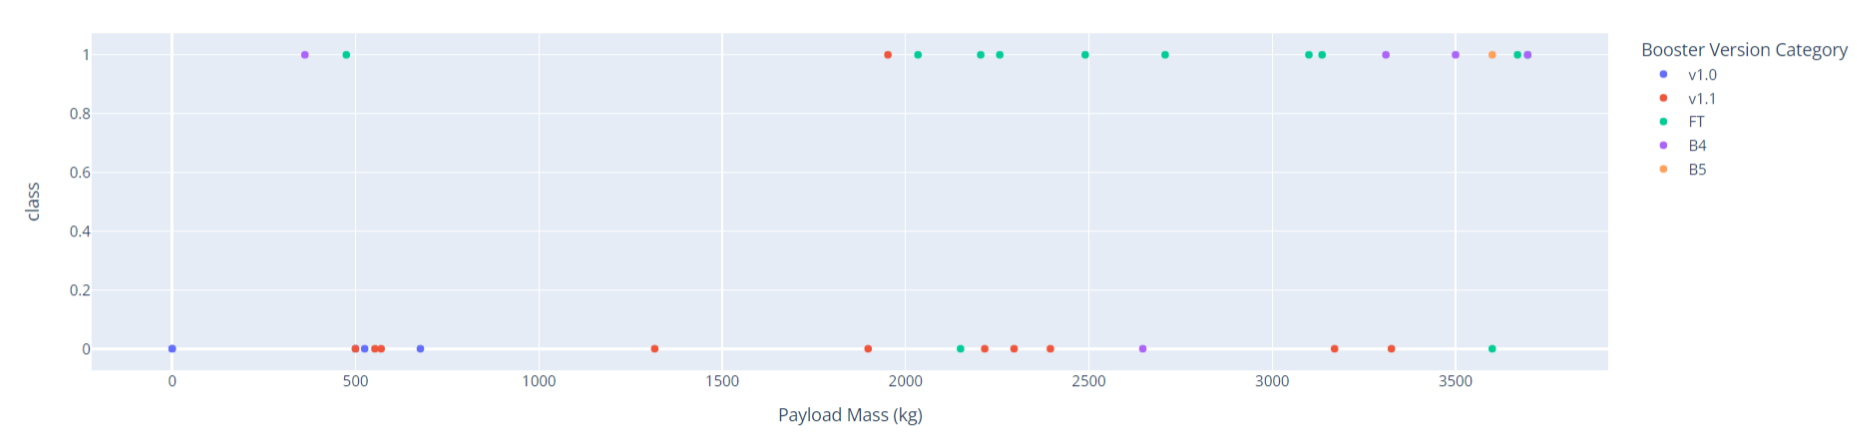 1
0.8
0.6
0.4
0.2
0
class
0 500 1000 1500 2000 2500 3000 3500
Payload Mass (kg)
Booster Version Category
v1.0
v1.1
FT
B4
B5